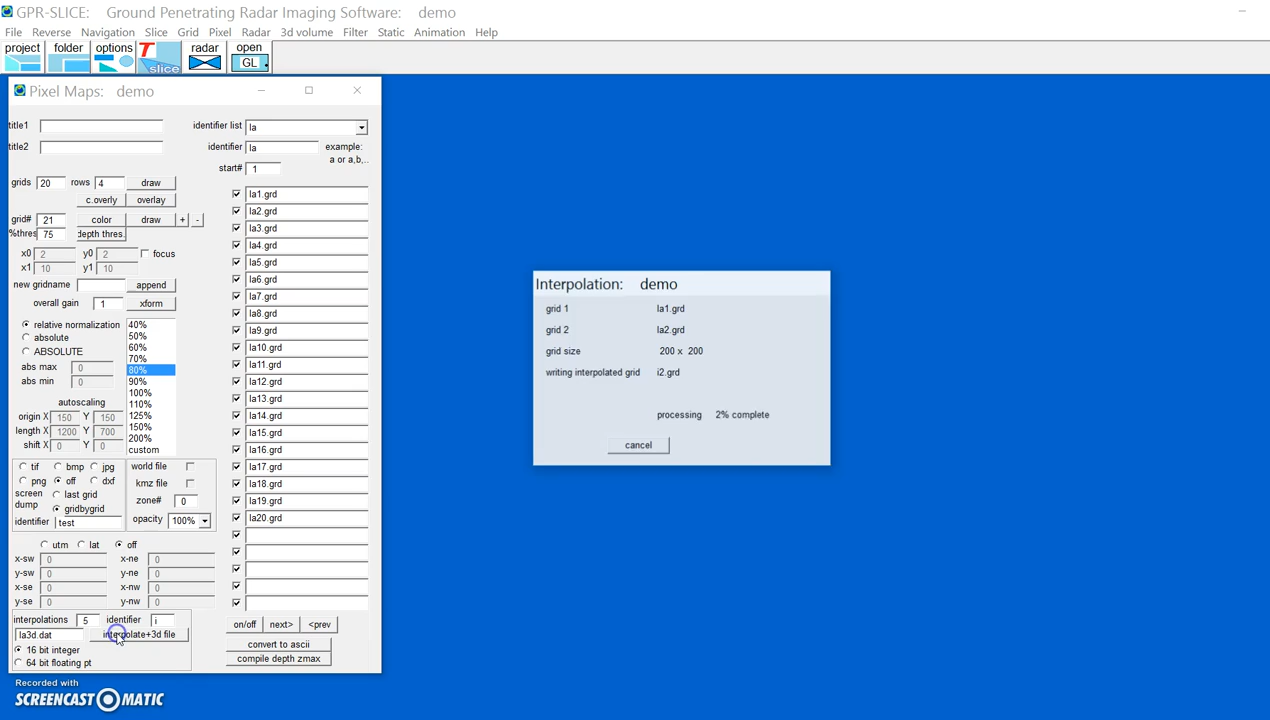 GPR-SLICE: Ground Penetrating Radar Imaging Software: demo
File Reverse Navigation Slice Grid Pixel Radar 3d volume Filter Static Animation Help
project folder options T slice radar open GL
Pixel Maps: demo
title1
title2
identifier list la
identifier la example: a or a,b,..
start# 1
grids 20 rows 4 draw
c.overly overlay
grid# 21 color draw + -
%thres 75 depth thres.
x0 2 y0 2 focus
x1 10 y1 10
new gridname append
overall gain 1 xform
relative normalization
absolute
ABSOLUTE
abs max 0
abs min 0
40%
50%
60%
70%
80%
90%
100%
110%
125%
150%
200%
custom
autoscaling
origin X 150 Y 150
length X 1200 Y 700
shift X 0 Y 0
tif bmp jpg
png off dxf
screen dump last grid
gridbygrid
identifier test
world file
kmz file
zone# 0
opacity 100%
utm lat off
x-sw 0 x-ne 0
y-sw 0 y-ne 0
x-se 0 x-nw 0
y-se 0 y-nw 0
interpolations 5 identifier i
la3d.dat interpolate+3d file
16 bit integer
64 bit floating pt
la1.grd
la2.grd
la3.grd
la4.grd
la5.grd
la6.grd
la7.grd
la8.grd
la9.grd
la10.grd
la11.grd
la12.grd
la13.grd
la14.grd
la15.grd
la16.grd
la17.grd
la18.grd
la19.grd
la20.grd
on/off next> <prev
convert to ascii
compile depth zmax
Interpolation: demo
grid 1 la1.grd
grid 2 la2.grd
grid size 200 x 200
writing interpolated grid i2.grd
processing 2% complete
cancel
Recorded with
SCREENCAST MATIC